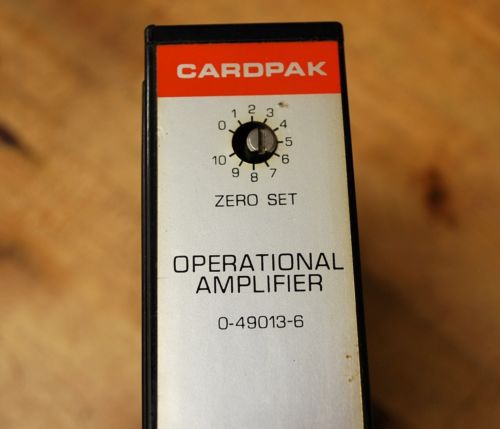 CARDPAK
0 1 2 3 4 5 6 7 8 9 10
ZERO SET
OPERATIONAL
AMPLIFIER
0-49013-6